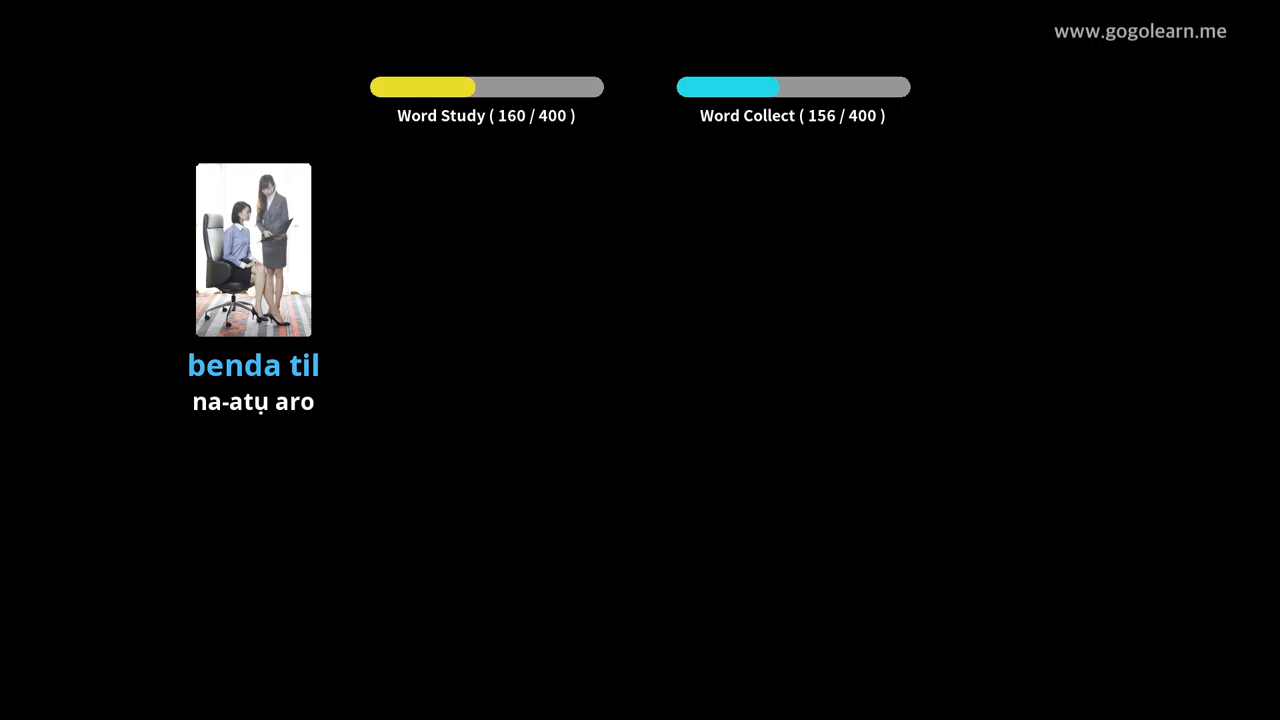 www.gogolearn.me
Word Study ( 160 / 400 )
Word Collect ( 156 / 400 )
benda til
na-atụ aro